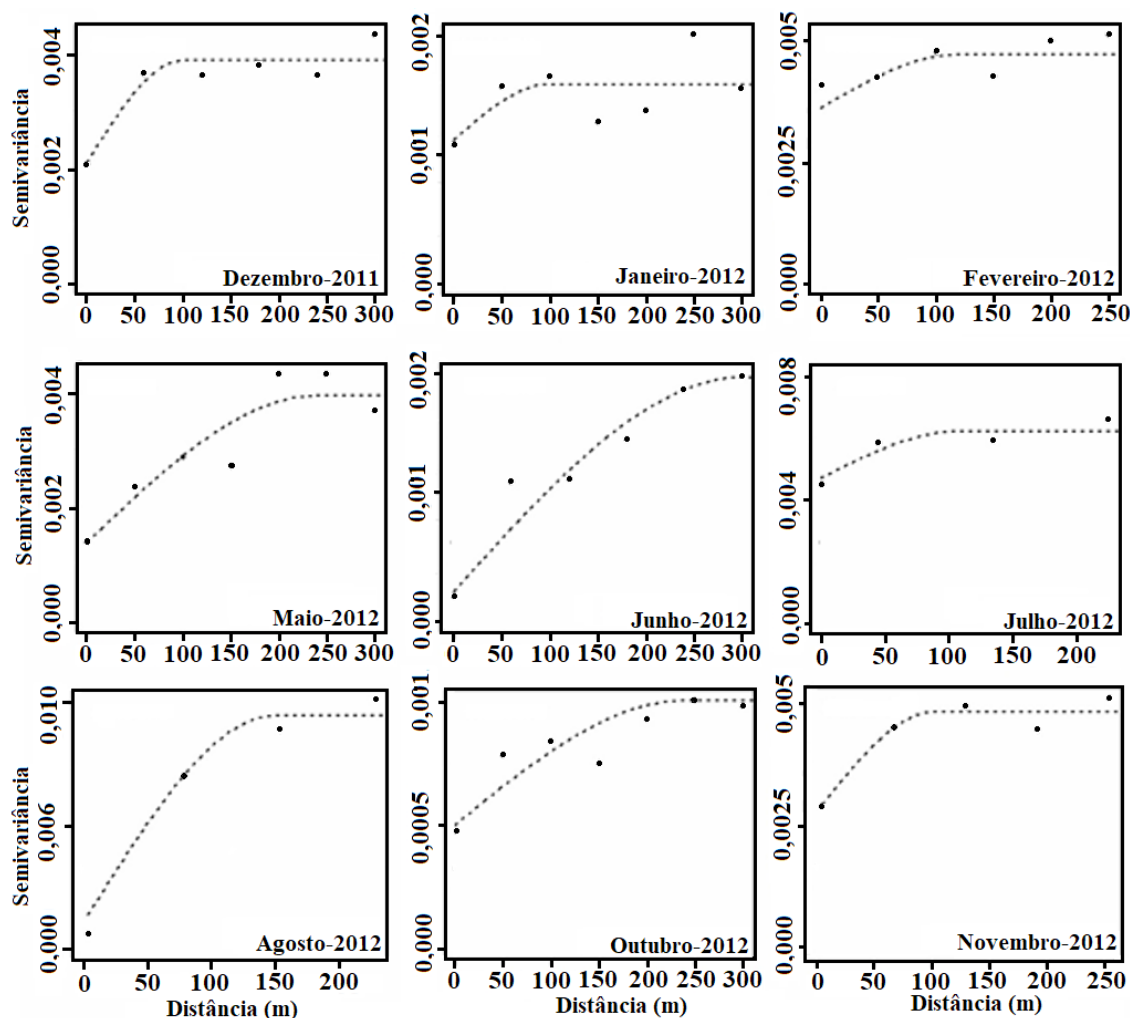 Semivariância
0,004
0,002
0,000
Dezembro-2011
0 50 100 150 200 250 300
0,002
0,001
0,000
Janeiro-2012
0 50 100 150 200 250 300
0,005
0,0025
0,000
Fevereiro-2012
0 50 100 150 200 250
Semivariância
0,004
0,002
0,000
Maio-2012
0 50 100 150 200 250 300
0,002
0,001
0,000
Junho-2012
0 50 100 150 200 250 300
0,008
0,004
0,000
Julho-2012
0 50 100 150 200
Semivariância
0,010
0,006
0,000
Agosto-2012
0 50 100 150 200
Distância (m)
0,001
0,0005
0,000
Outubro-2012
0 50 100 150 200 250 300
Distância (m)
0,005
0,0025
0,000
Novembro-2012
0 50 100 150 200 250
Distância (m)